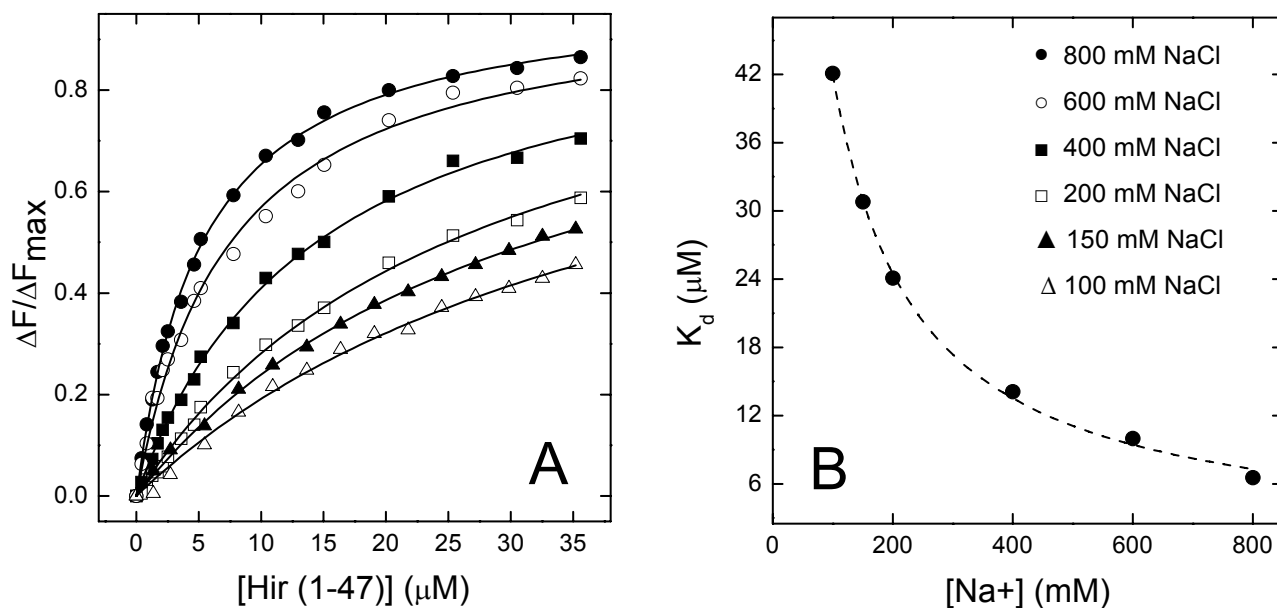 ΔF/ΔFmax
0.8
0.6
0.4
0.2
0.0
0 5 10 15 20 25 30 35
[Hir (1-47)] (μM)
A
Kd (μM)
42
36
30
24
18
12
6
0 200 400 600 800
[Na+] (mM)
B
800 mM NaCl
600 mM NaCl
400 mM NaCl
200 mM NaCl
150 mM NaCl
100 mM NaCl